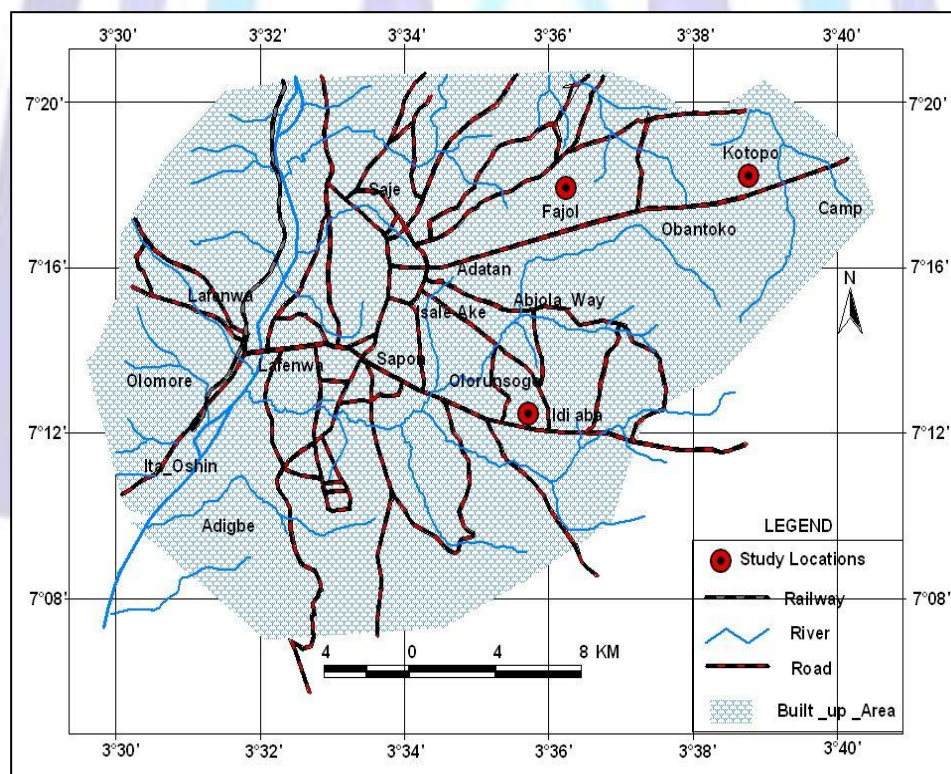 3°30' 3°32' 3°34' 3°36' 3°38' 3°40'
7°20' 7°20'
Kotopo
Saje
Fajol
Camp
Obantoko
7°16' Adatan 7°16'
N
Lafenwa Abiola_Way
Isale Ake
Lafenwa Sapon
Olomore Olorunsogo
Idi aba
7°12' 7°12'
Ita_Oshin
Adigbe
LEGEND
Study Locations
7°08' Railway 7°08'
River
4 0 4 8 KM
Road
Built _up _Area
3°30' 3°32' 3°34' 3°36' 3°38' 3°40'